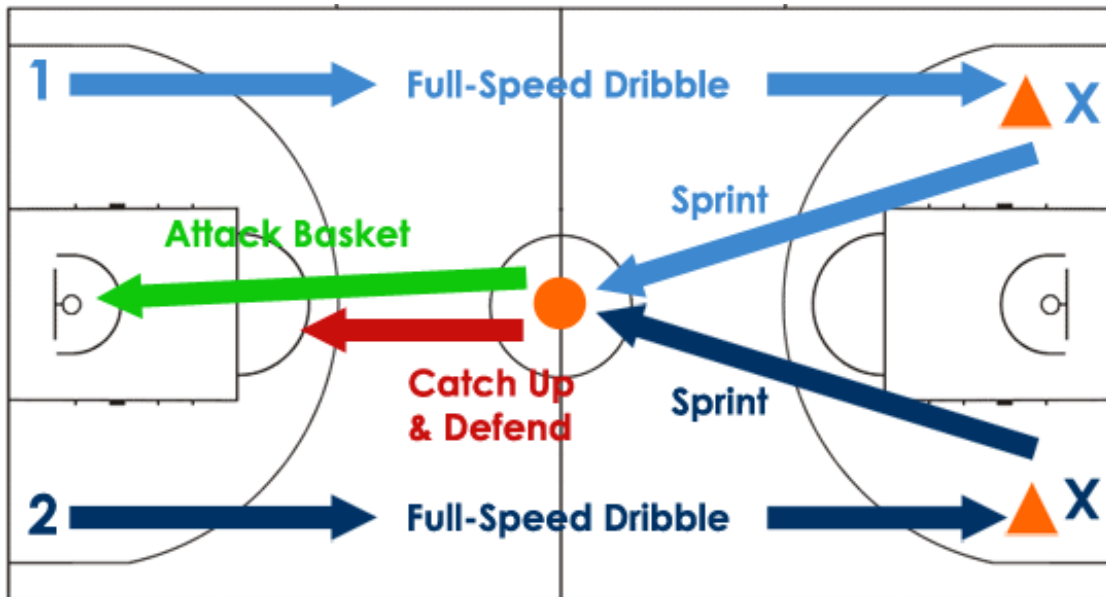 1
Full-Speed Dribble
X
Sprint
Attack Basket
Catch Up
& Defend
Sprint
2
Full-Speed Dribble
X